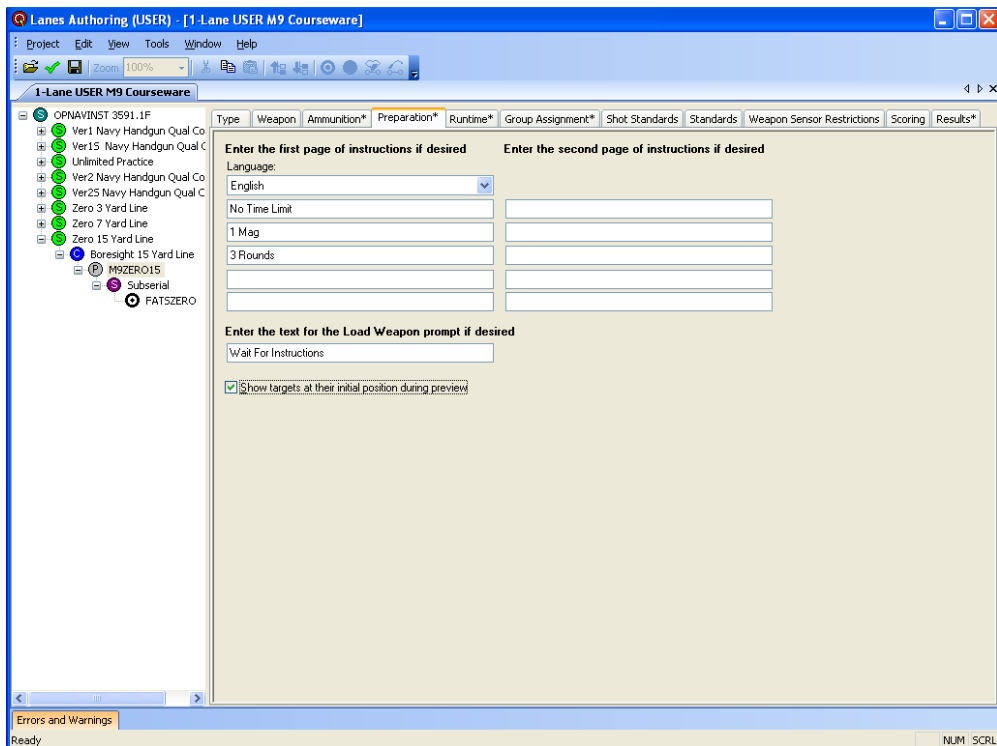 Lanes Authoring (USER) - [1-Lane USER M9 Courseware]
Project Edit View Tools Window Help
Zoom 100%
1-Lane USER M9 Courseware
OPNAVINST 3591.1F
Ver1 Navy Handgun Qual Co
Ver1S Navy Handgun Qual C
Unlimited Practice
Ver2 Navy Handgun Qual Co
Ver2S Navy Handgun Qual C
Zero 3 Yard Line
Zero 7 Yard Line
Zero 15 Yard Line
Boresight 15 Yard Line
M9ZERO15
Subserial
FATSZERO
Type Weapon Ammunition* Preparation* Runtime* Group Assignment* Shot Standards Standards Weapon Sensor Restrictions Scoring Results*
Enter the first page of instructions if desired Enter the second page of instructions if desired
Language:
English
No Time Limit
1 Mag
3 Rounds
Enter the text for the Load Weapon prompt if desired
Wait For Instructions
Show targets at their initial position during preview
Errors and Warnings
Ready NUM SCRL